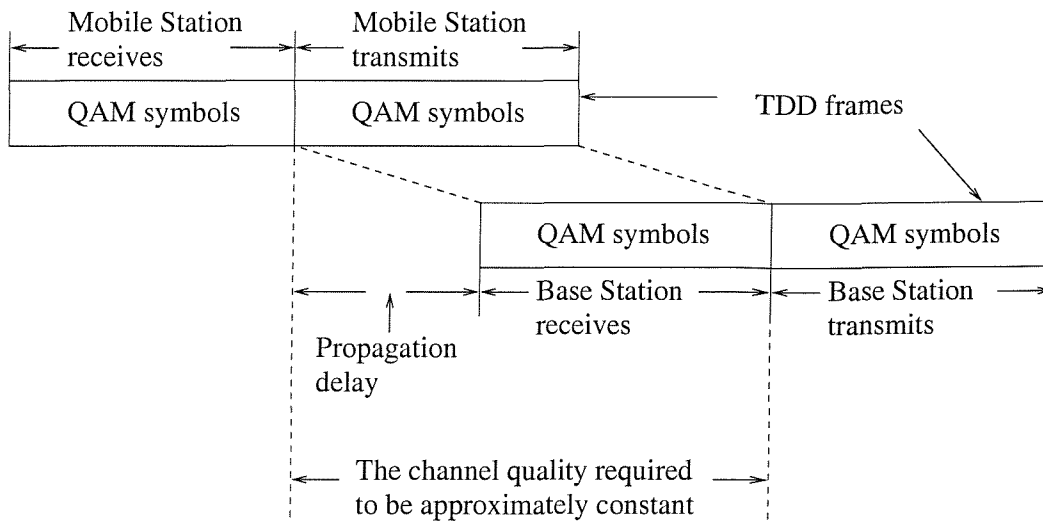 Mobile Station
receives
Mobile Station
transmits
QAM symbols
QAM symbols
TDD frames
QAM symbols
QAM symbols
Base Station
receives
Base Station
transmits
Propagation
delay
The channel quality required
to be approximately constant